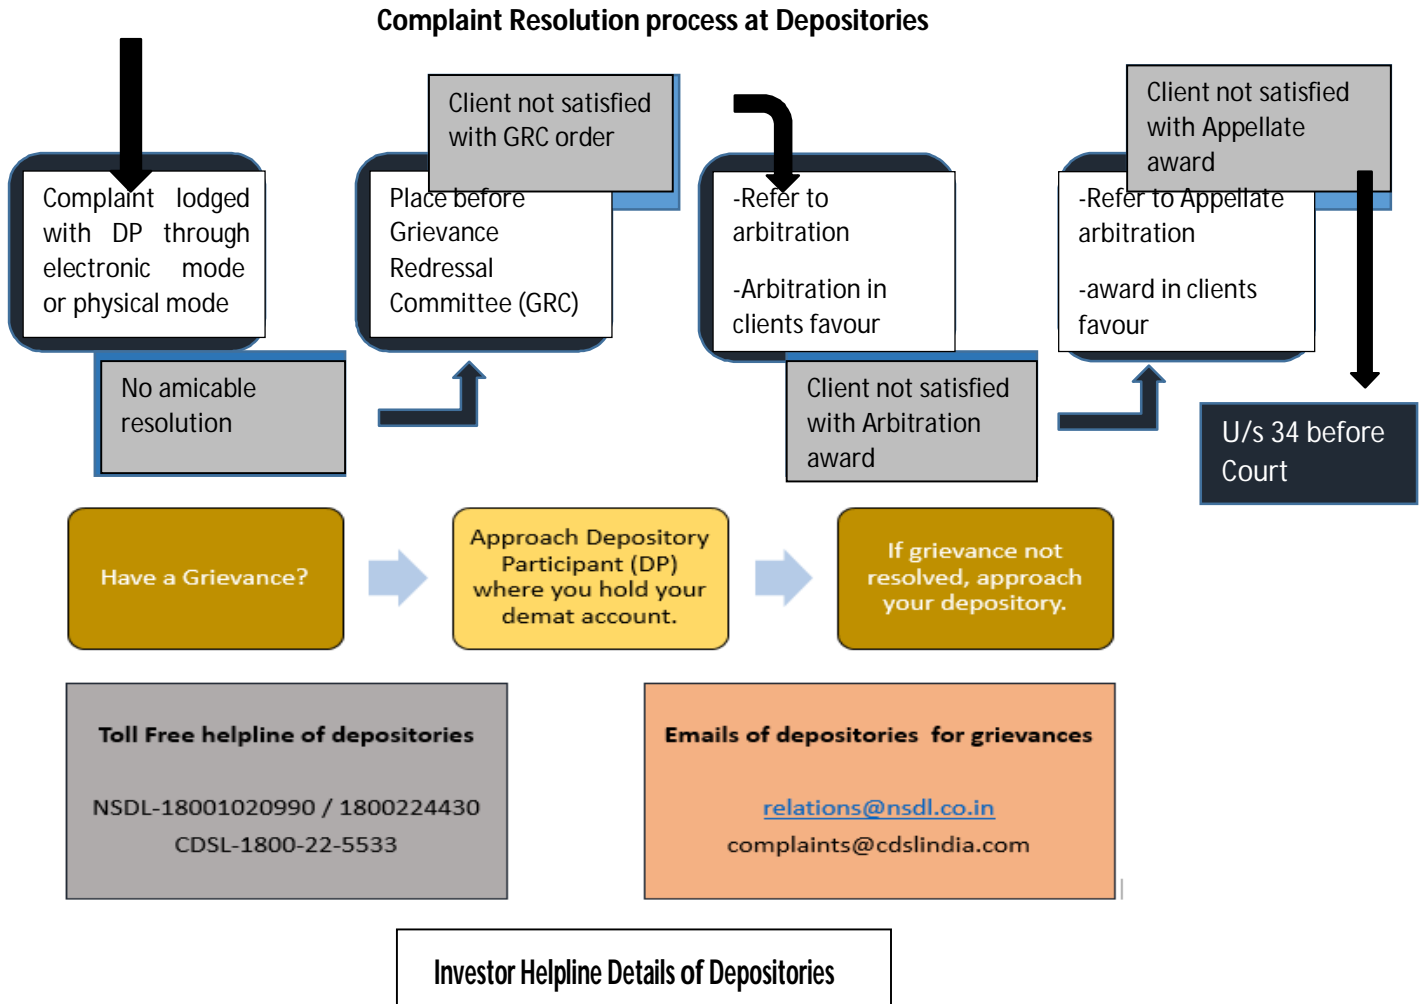 Complaint Resolution process at Depositories
Complaint lodged
with DP through
electronic mode
or physical mode
No amicable
resolution
Place before
Grievance
Redressal
Committee (GRC)
Client not satisfied
with GRC order
-Refer to
arbitration
-Arbitration in
clients favour
Client not satisfied
with Arbitration
award
-Refer to Appellate
arbitration
-award in clients
favour
Client not satisfied
with Appellate
award
U/s 34 before
Court
Have a Grievance?
Approach Depository
Participant (DP)
where you hold your
demat account.
If grievance not
resolved, approach
your depository.
Toll Free helpline of depositories
NSDL-18001020990 / 1800224430
CDSL-1800-22-5533
Emails of depositories for grievances
relations@nsdl.co.in
complaints@cdslindia.com
Investor Helpline Details of Depositories